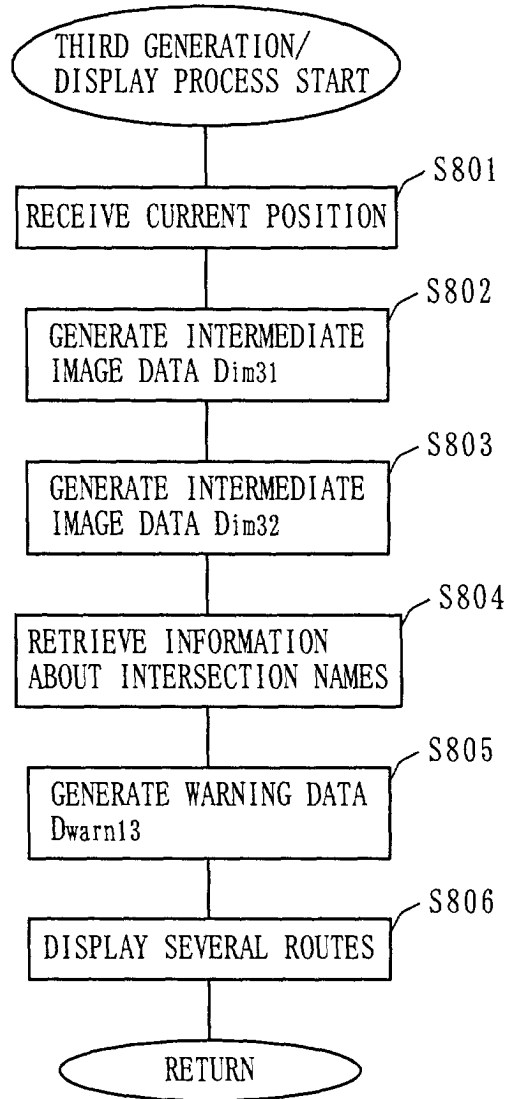 THIRD GENERATION/
DISPLAY PROCESS START
S801
RECEIVE CURRENT POSITION
S802
GENERATE INTERMEDIATE
IMAGE DATA Dim31
S803
GENERATE INTERMEDIATE
IMAGE DATA Dim32
S804
RETRIEVE INFORMATION
ABOUT INTERSECTION NAMES
S805
GENERATE WARNING DATA
Dwarn13
S806
DISPLAY SEVERAL ROUTES
RETURN